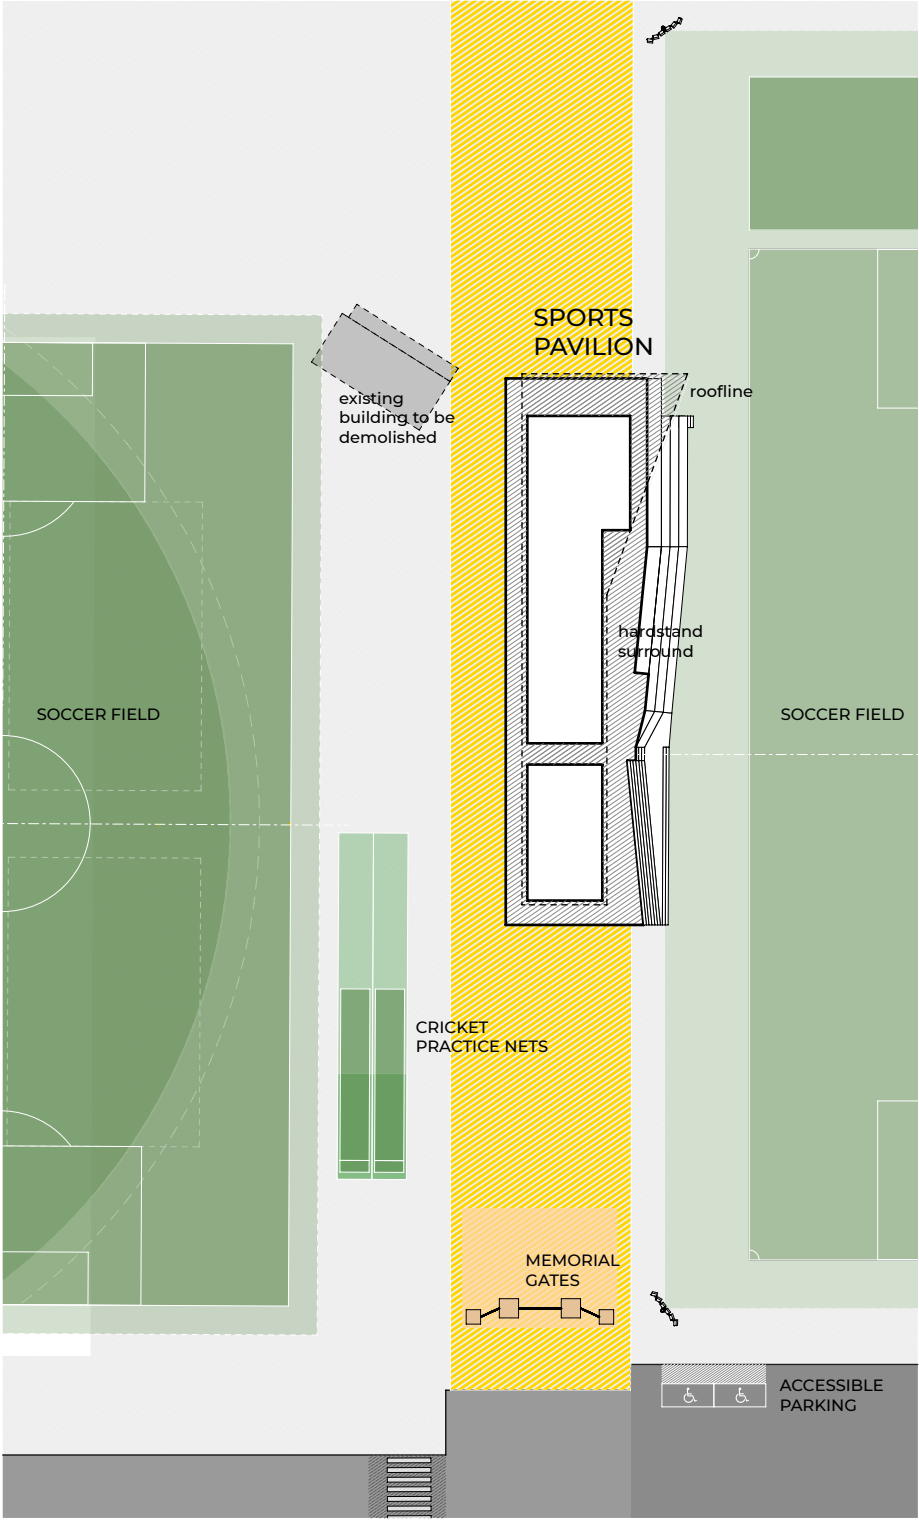 SPORTS
PAVILION
roofline
existing
building to be
demolished
hardstand
surround
SOCCER FIELD
SOCCER FIELD
CRICKET
PRACTICE NETS
MEMORIAL
GATES
ACCESSIBLE
PARKING